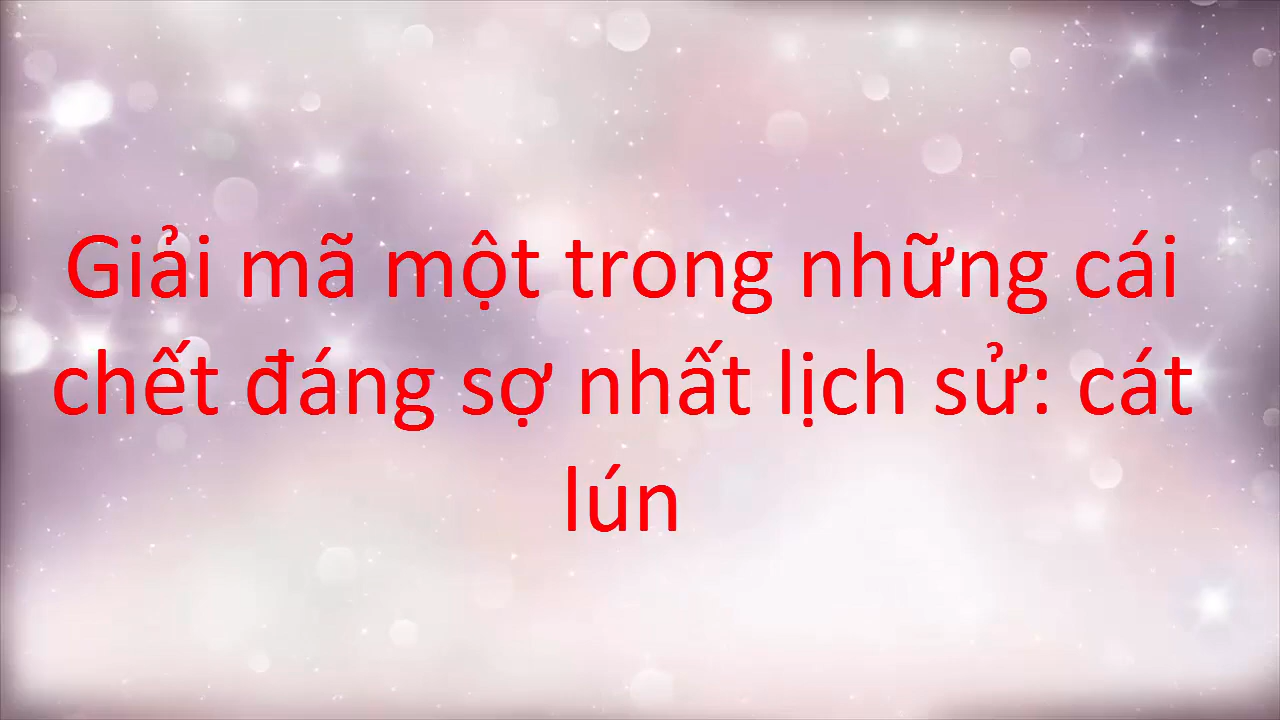 Giải mã một trong những cái
chết đáng sợ nhất lịch sử: cát
lún